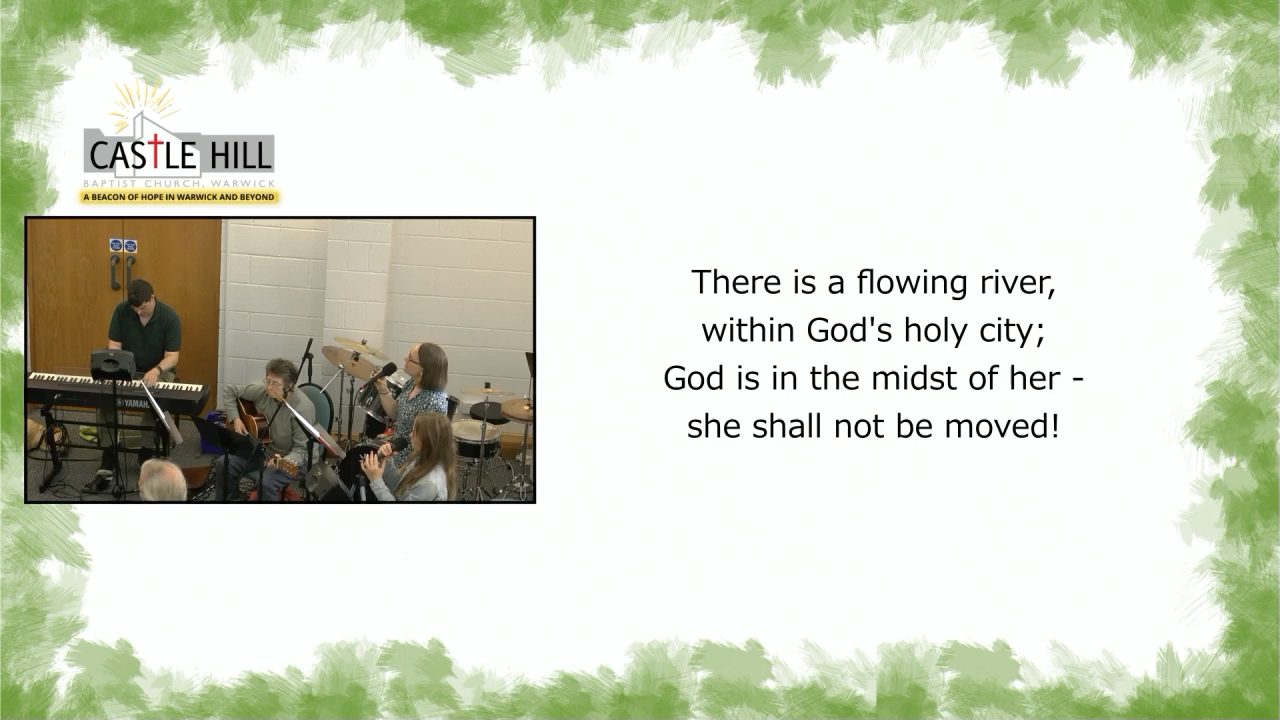 CASTLE HILL
BAPTIST CHURCH, WARWICK
A BEACON OF HOPE IN WARWICK AND BEYOND
YAMAHA
There is a flowing river,
within God's holy city;
God is in the midst of her -
she shall not be moved!